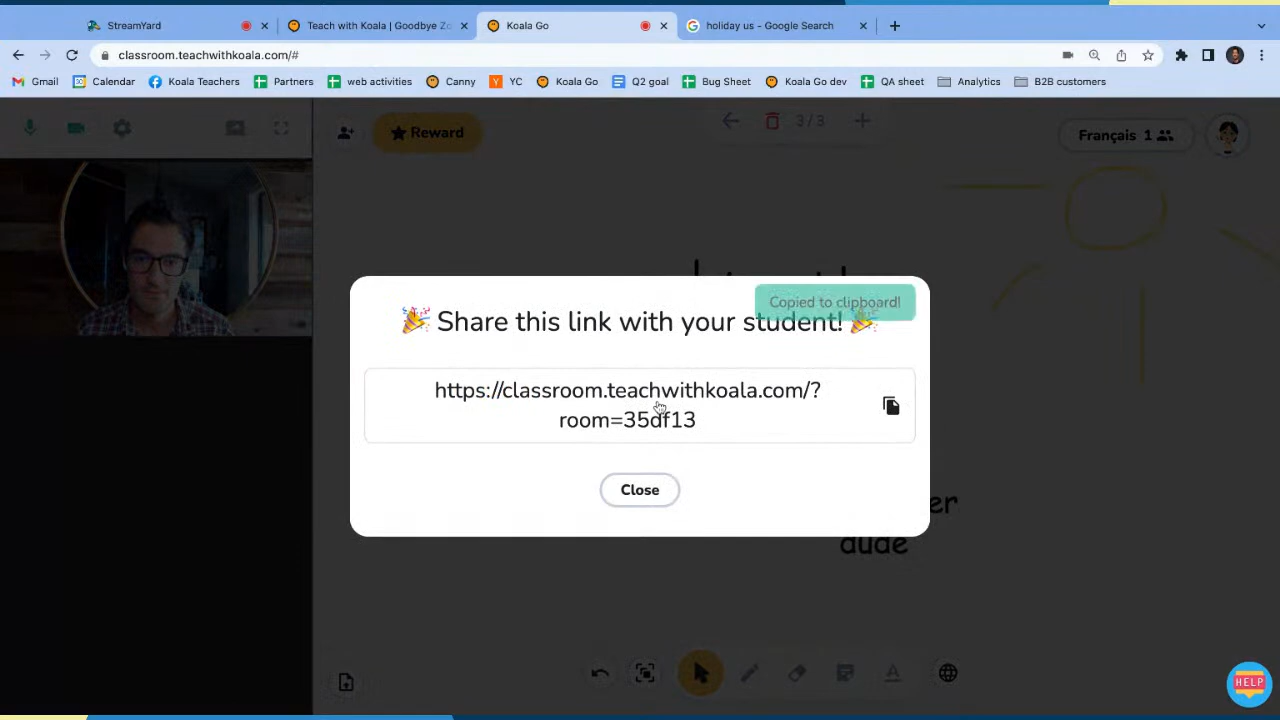 StreamYard
Teach with Koala | Goodbye Zo
Koala Go
holiday us - Google Search
classroom.teachwithkoala.com/#
Gmail
Calendar
Koala Teachers
Partners
web activities
Canny
YC
Koala Go
Q2 goal
Bug Sheet
Koala Go dev
QA sheet
Analytics
B2B customers
Reward
3/3
Français 1
Copied to clipboard!
🎉 Share this link with your student! 🎉
https://classroom.teachwithkoala.com/?
room=35df13
Close
dude
HELP